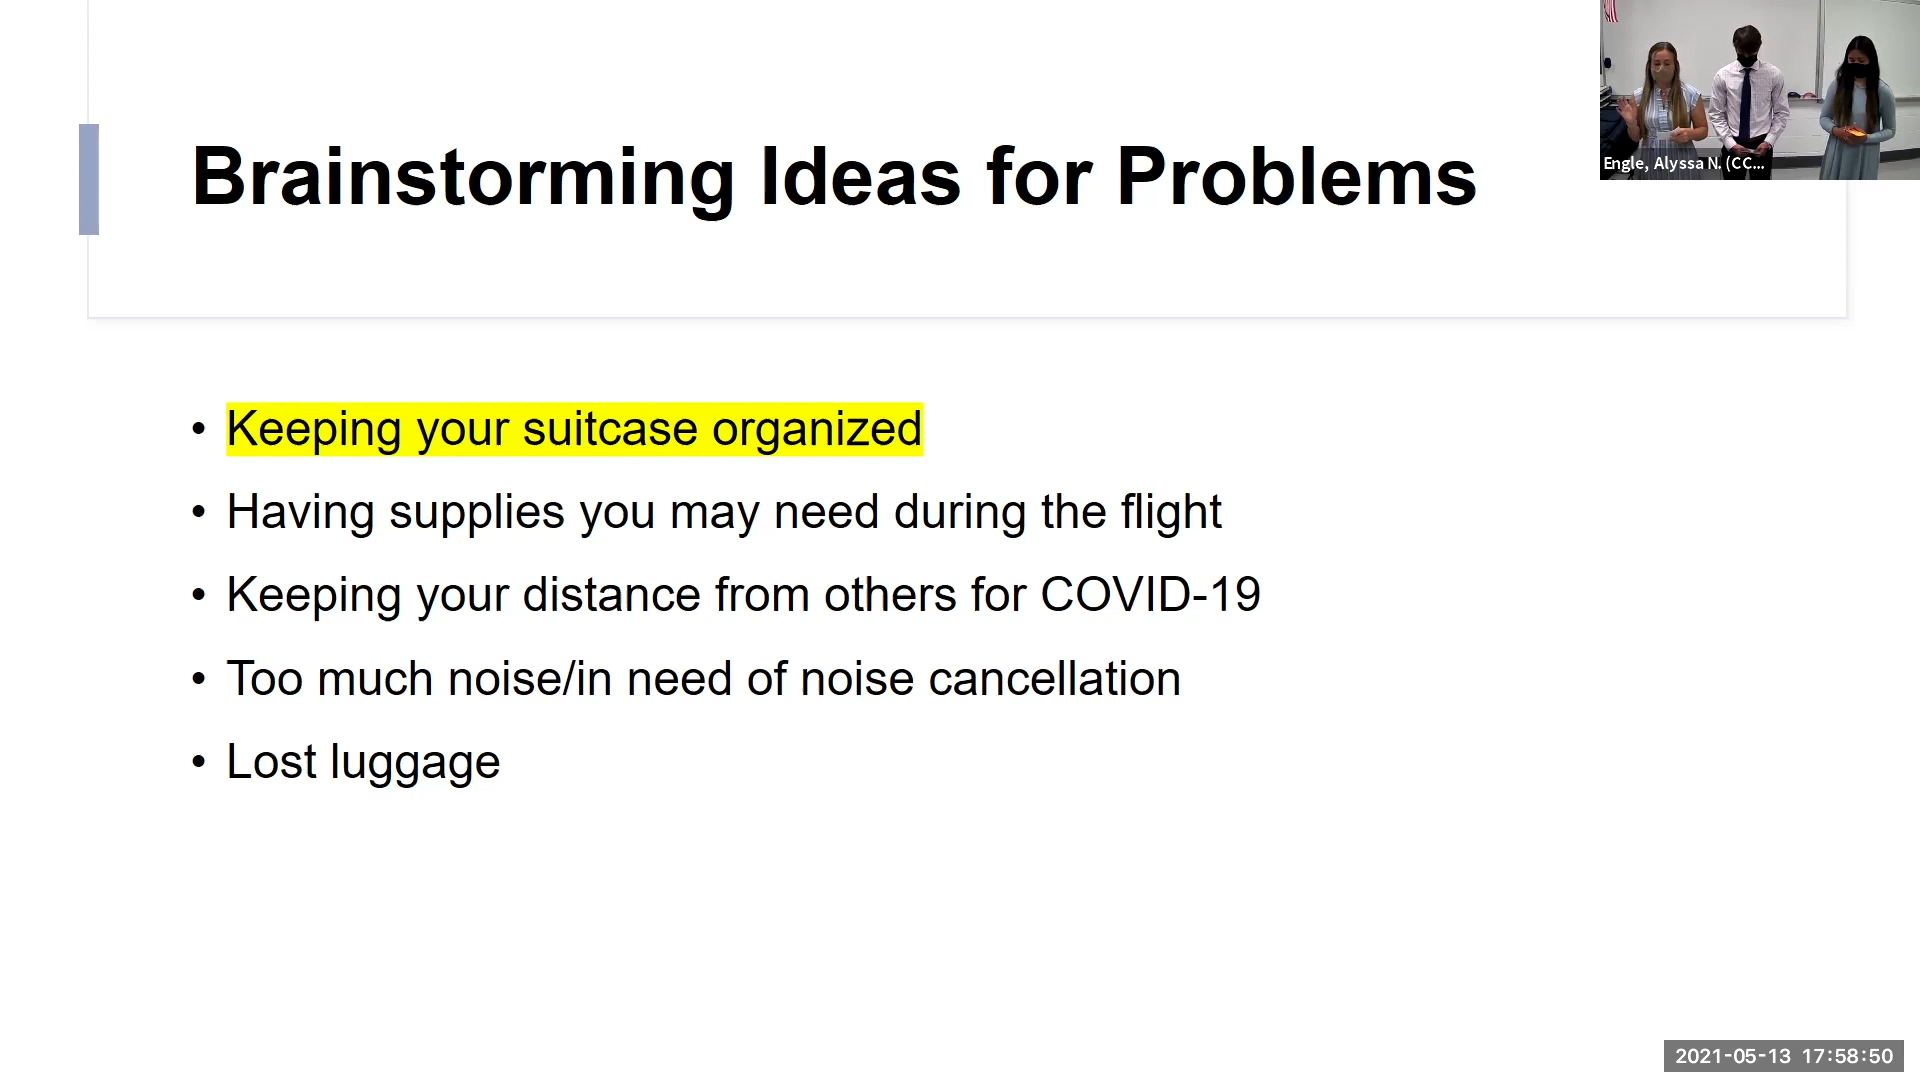 Engle, Alyssa N. (CC...
Brainstorming Ideas for Problems
• Keeping your suitcase organized
• Having supplies you may need during the flight
• Keeping your distance from others for COVID-19
• Too much noise/in need of noise cancellation
• Lost luggage
2021-05-13 17:58:50